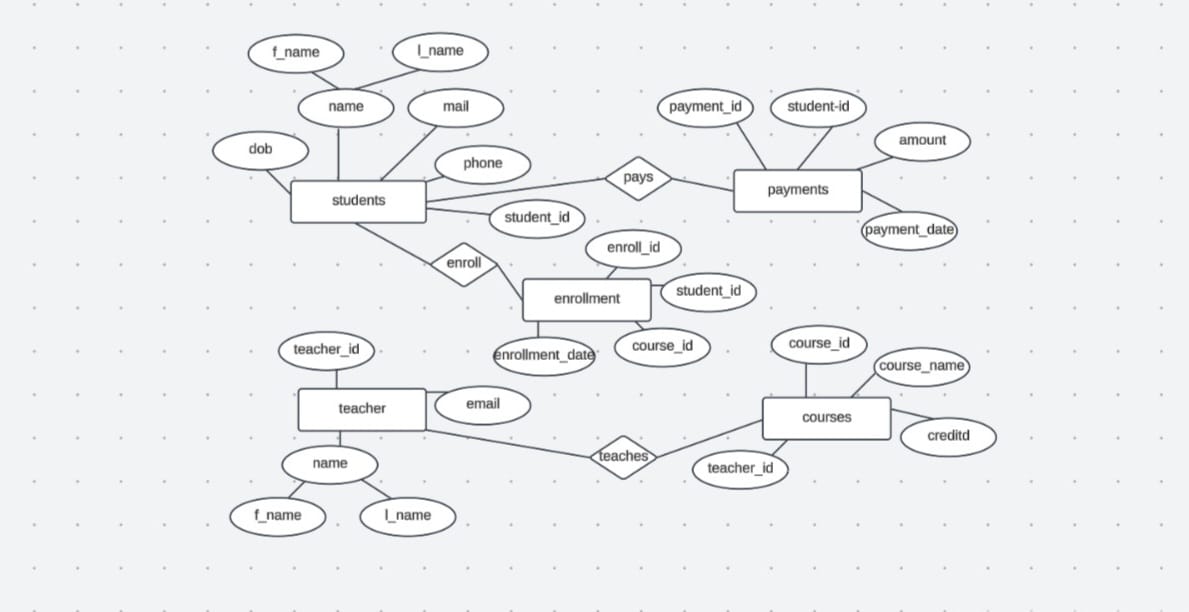 f_name
l_name
name
mail
dob
phone
students
student_id
pays
payment_id
student-id
amount
payments
payment_date
enroll
enroll_id
enrollment
student_id
enrollment_date
course_id
teacher_id
teacher
email
name
f_name
l_name
teaches
course_id
course_name
courses
creditd
teacher_id